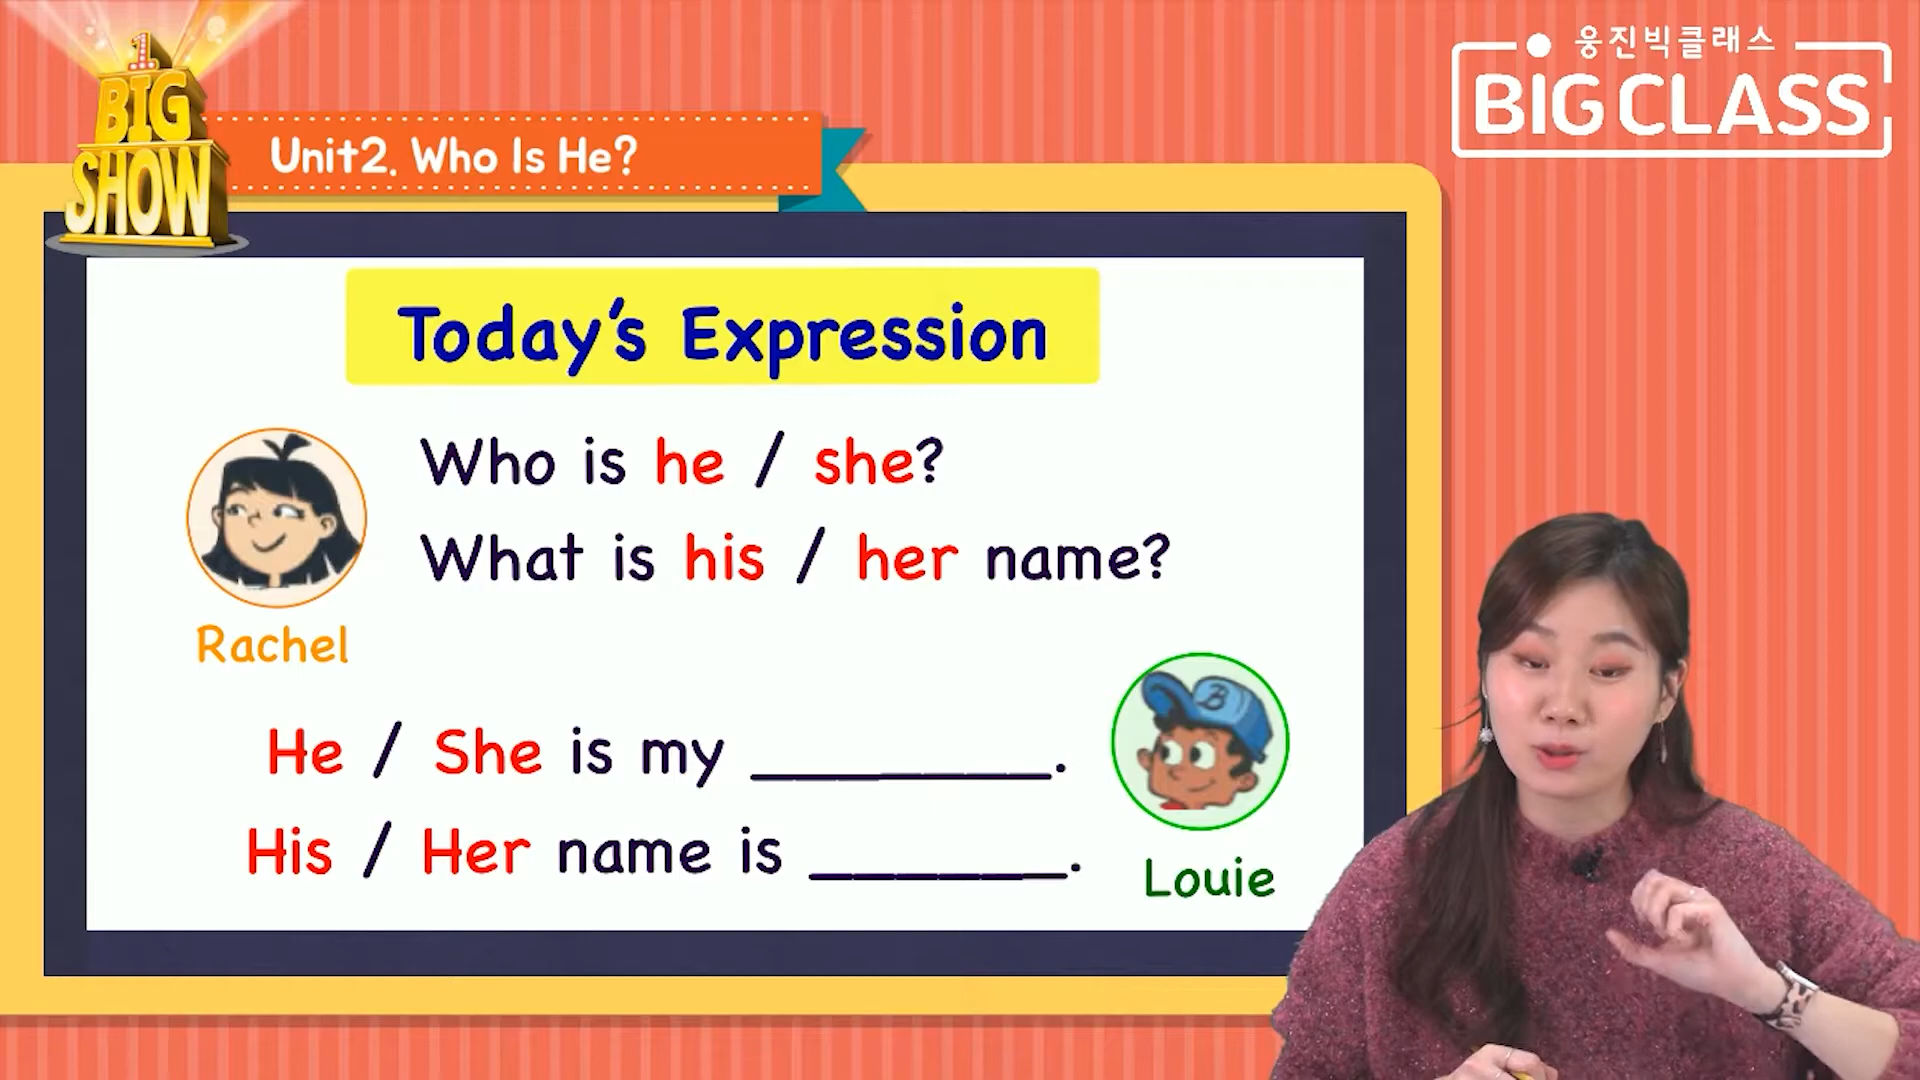 1
BIG
SHOW
Unit2. Who Is He?
웅진빅클래스
BIG CLASS
Today's Expression
Who is he / she?
What is his / her name?
Rachel
He / She is my ________.
B
His / Her name is _______.
Louie